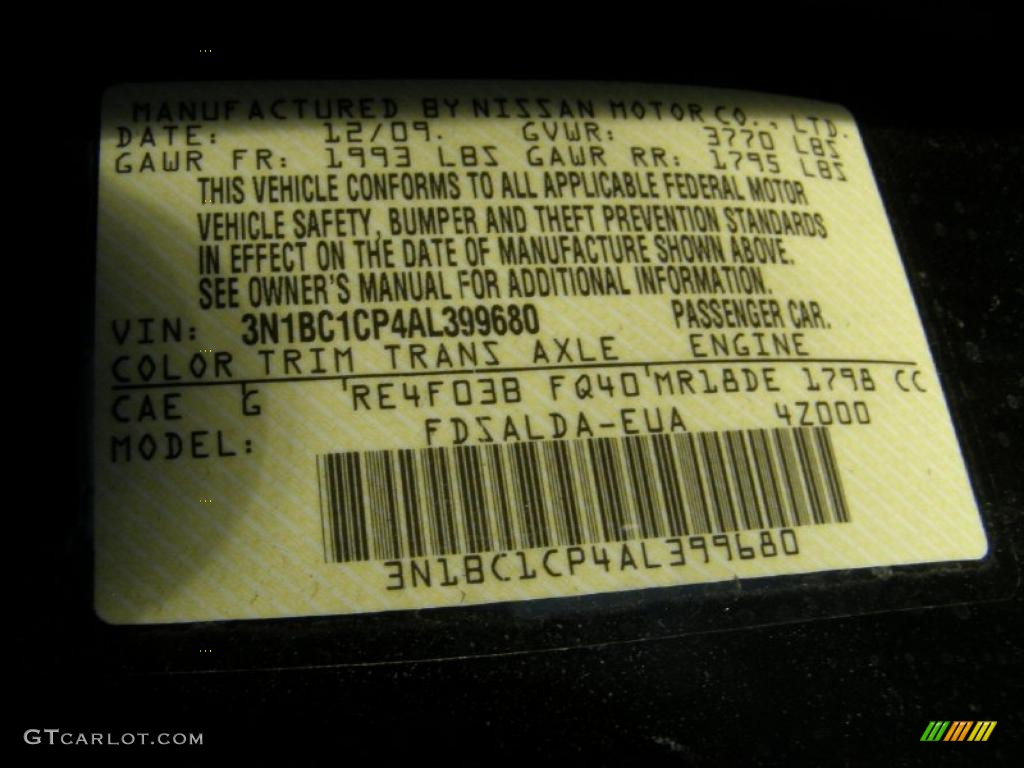 MANUFACTURED BY NISSAN MOTOR CO., LTD.
DATE: 12/09. GVWR: 3770 LBS
GAWR FR: 1993 LBS GAWR RR: 1795 LBS
THIS VEHICLE CONFORMS TO ALL APPLICABLE FEDERAL MOTOR
VEHICLE SAFETY, BUMPER AND THEFT PREVENTION STANDARDS
IN EFFECT ON THE DATE OF MANUFACTURE SHOWN ABOVE.
SEE OWNER'S MANUAL FOR ADDITIONAL INFORMATION.
VIN: 3N1BC1CP4AL399680 PASSENGER CAR.
COLOR TRIM TRANS AXLE ENGINE
CAE G RE4F03B FQ40 MR18DE 1798 CC
MODEL: FDSALDA-EUA 4Z000
3N1BC1CP4AL399680
GTCARLOT.COM